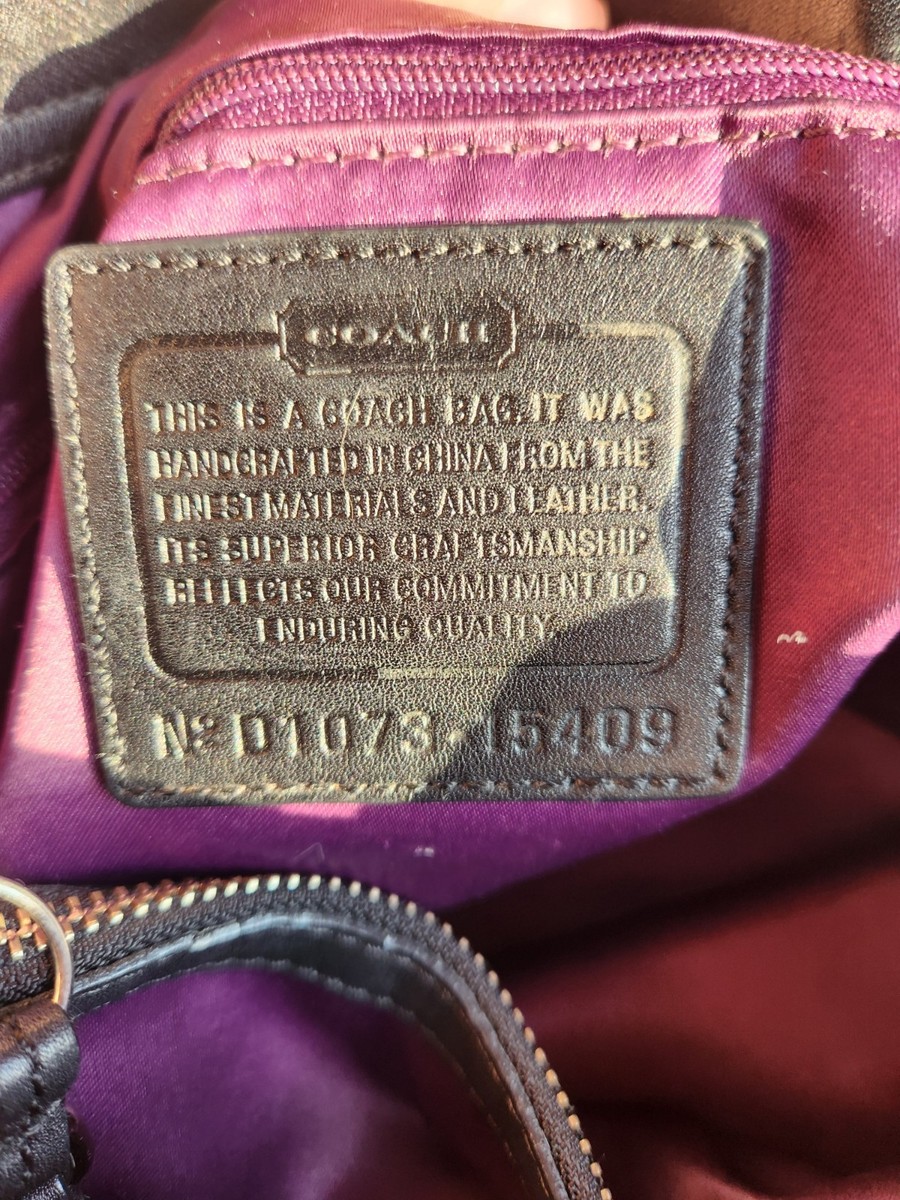 COACH
THIS IS A COACH BAG. IT WAS
HANDCRAFTED IN CHINA FROM THE
FINEST MATERIALS AND LEATHER.
ITS SUPERIOR CRAFTSMANSHIP
REFLECTS OUR COMMITMENT TO
ENDURING QUALITY.
No D1073-15409